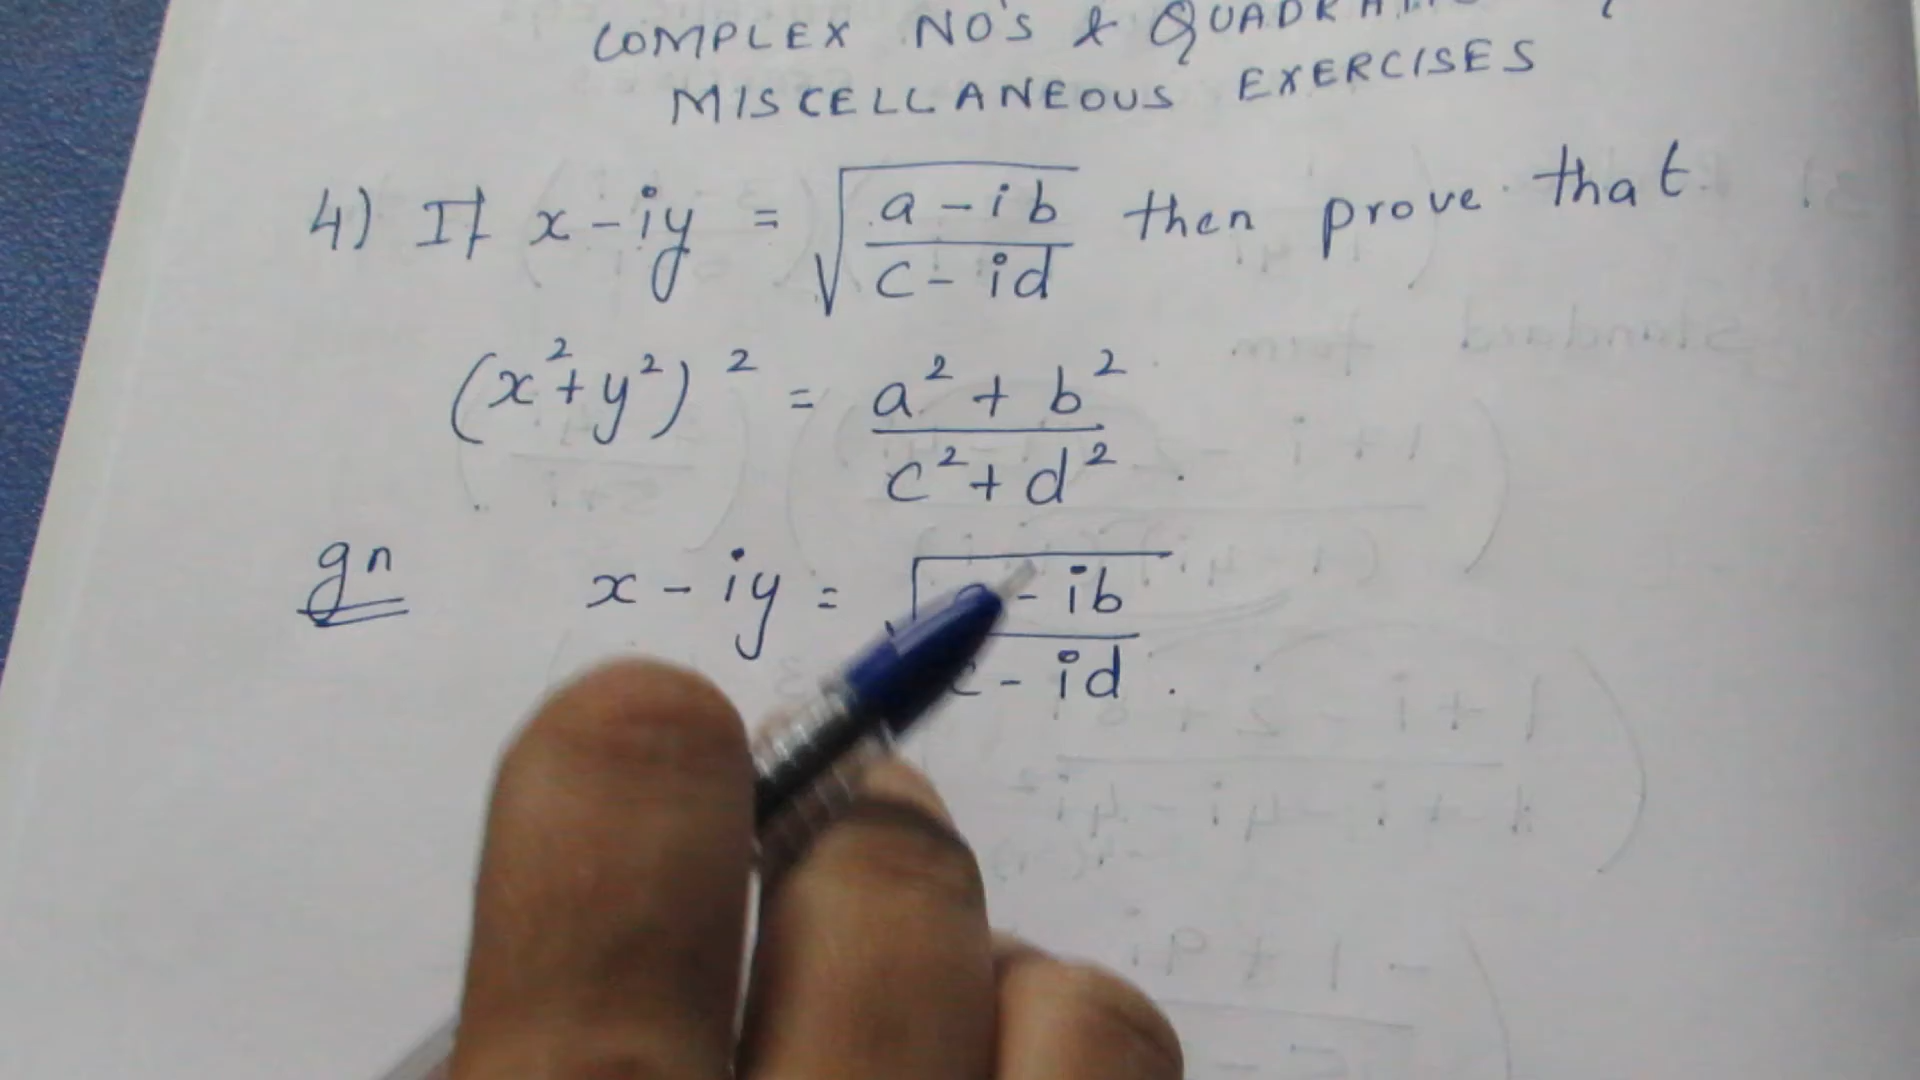 COMPLEX NO'S & QUADRATIC
MISCELLANEOUS EXERCISES
4) If x - iy = √((a - ib)/(c - id)) then prove that
(x² + y²)² = (a² + b²)/(c² + d²).
gn x - iy = √((a - ib)/(c - id)).